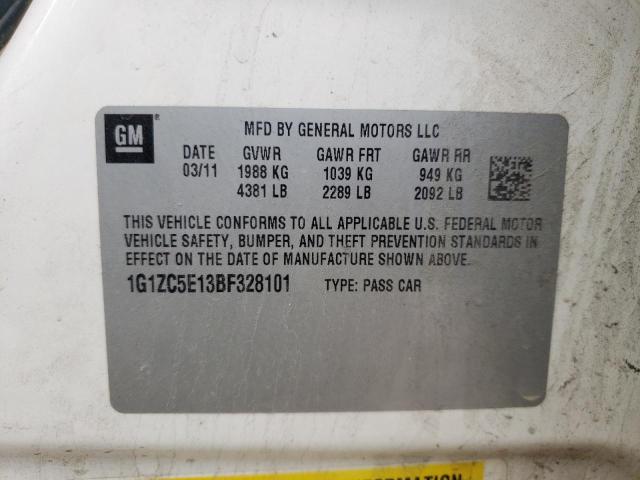 GM ®
MFD BY GENERAL MOTORS LLC
DATE GVWR GAWR FRT GAWR RR
03/11 1988 KG 1039 KG 949 KG
4381 LB 2289 LB 2092 LB
THIS VEHICLE CONFORMS TO ALL APPLICABLE U.S. FEDERAL MOTOR
VEHICLE SAFETY, BUMPER, AND THEFT PREVENTION STANDARDS IN
EFFECT ON THE DATE OF MANUFACTURE SHOWN ABOVE.
1G1ZC5E13BF328101 TYPE: PASS CAR
INFORMATION